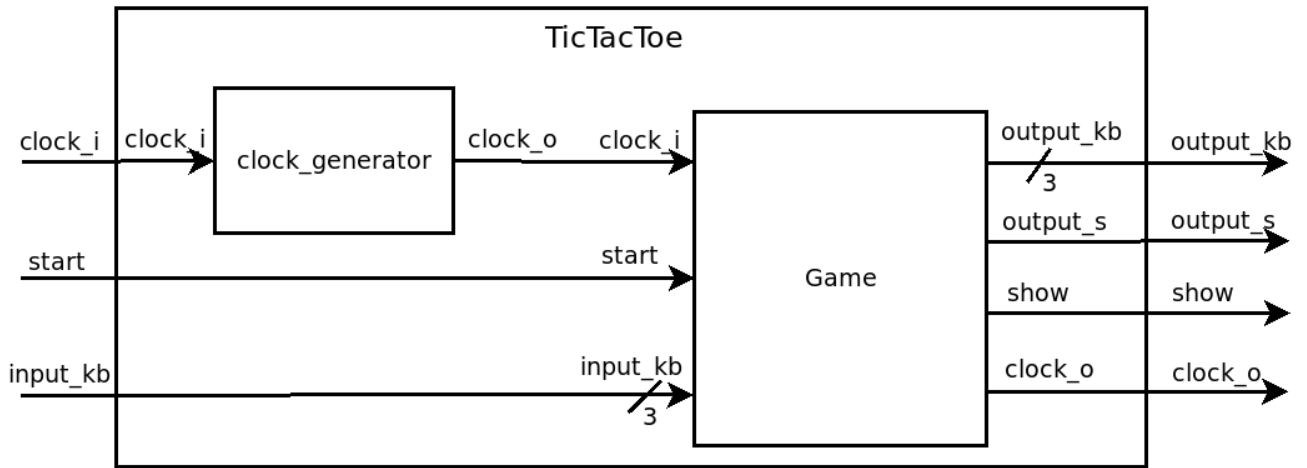 TicTacToe
clock_i
clock_i
clock_generator
clock_o
clock_i
output_kb
output_kb
3
start
start
Game
output_s
output_s
show
show
input_kb
input_kb
3
clock_o
clock_o